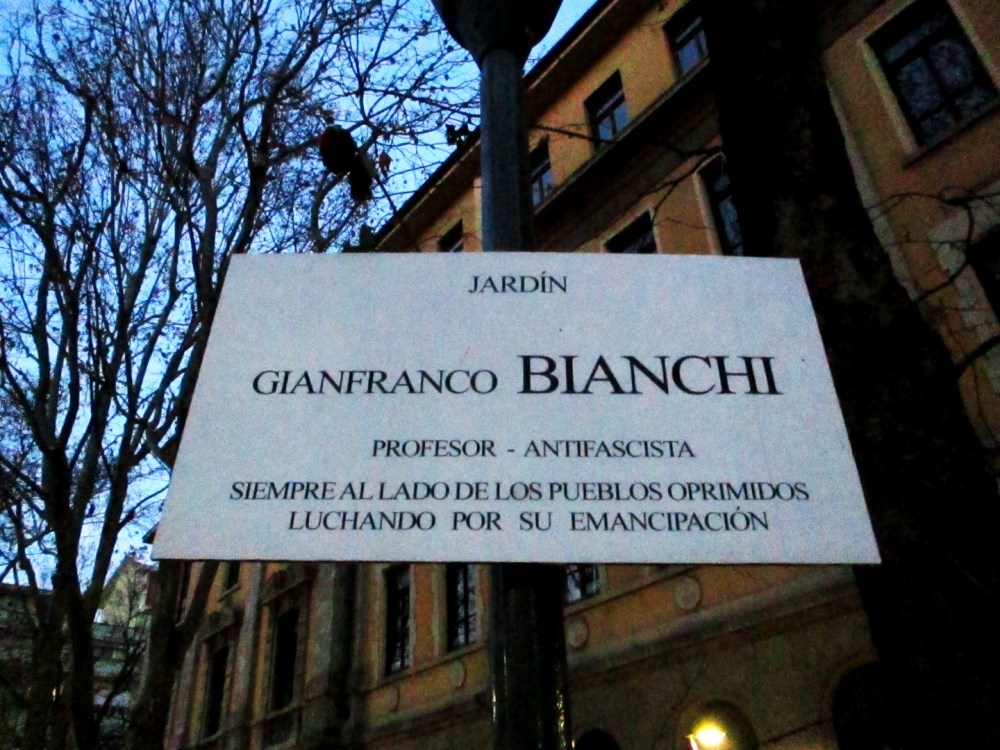 JARDÍN
GIANFRANCO BIANCHI
PROFESOR - ANTIFASCISTA
SIEMPRE AL LADO DE LOS PUEBLOS OPRIMIDOS
LUCHANDO POR SU EMANCIPACIÓN